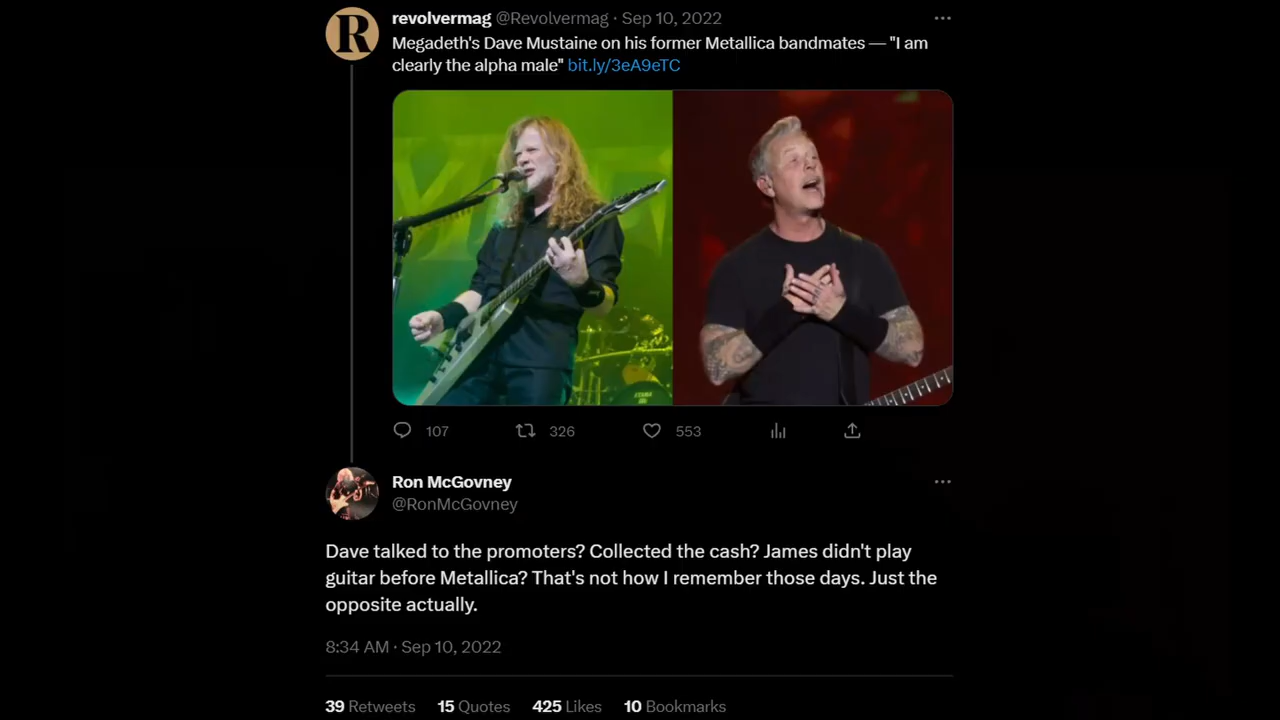 revolvermag @Revolvermag · Sep 10, 2022
Megadeth's Dave Mustaine on his former Metallica bandmates — "I am
clearly the alpha male" bit.ly/3eA9eTC
R
TAMA
107 326 553
Ron McGovney
@RonMcGovney
Dave talked to the promoters? Collected the cash? James didn't play
guitar before Metallica? That's not how I remember those days. Just the
opposite actually.
8:34 AM · Sep 10, 2022
39 Retweets 15 Quotes 425 Likes 10 Bookmarks